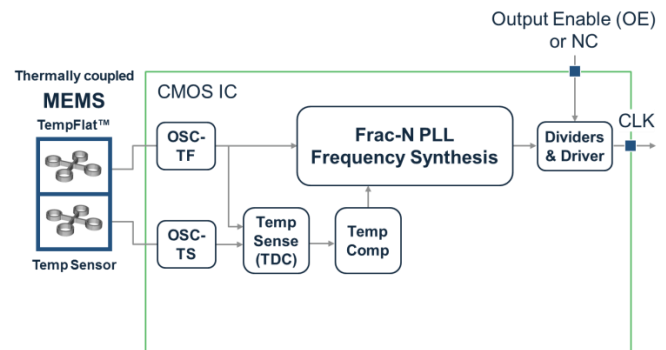 Output Enable (OE)
or NC
Thermally coupled
MEMS
TempFlat™
CMOS IC
CLK
OSC-
TF
Frac-N PLL
Frequency Synthesis
Dividers
& Driver
OSC-
TS
Temp
Sense
(TDC)
Temp
Comp
Temp Sensor